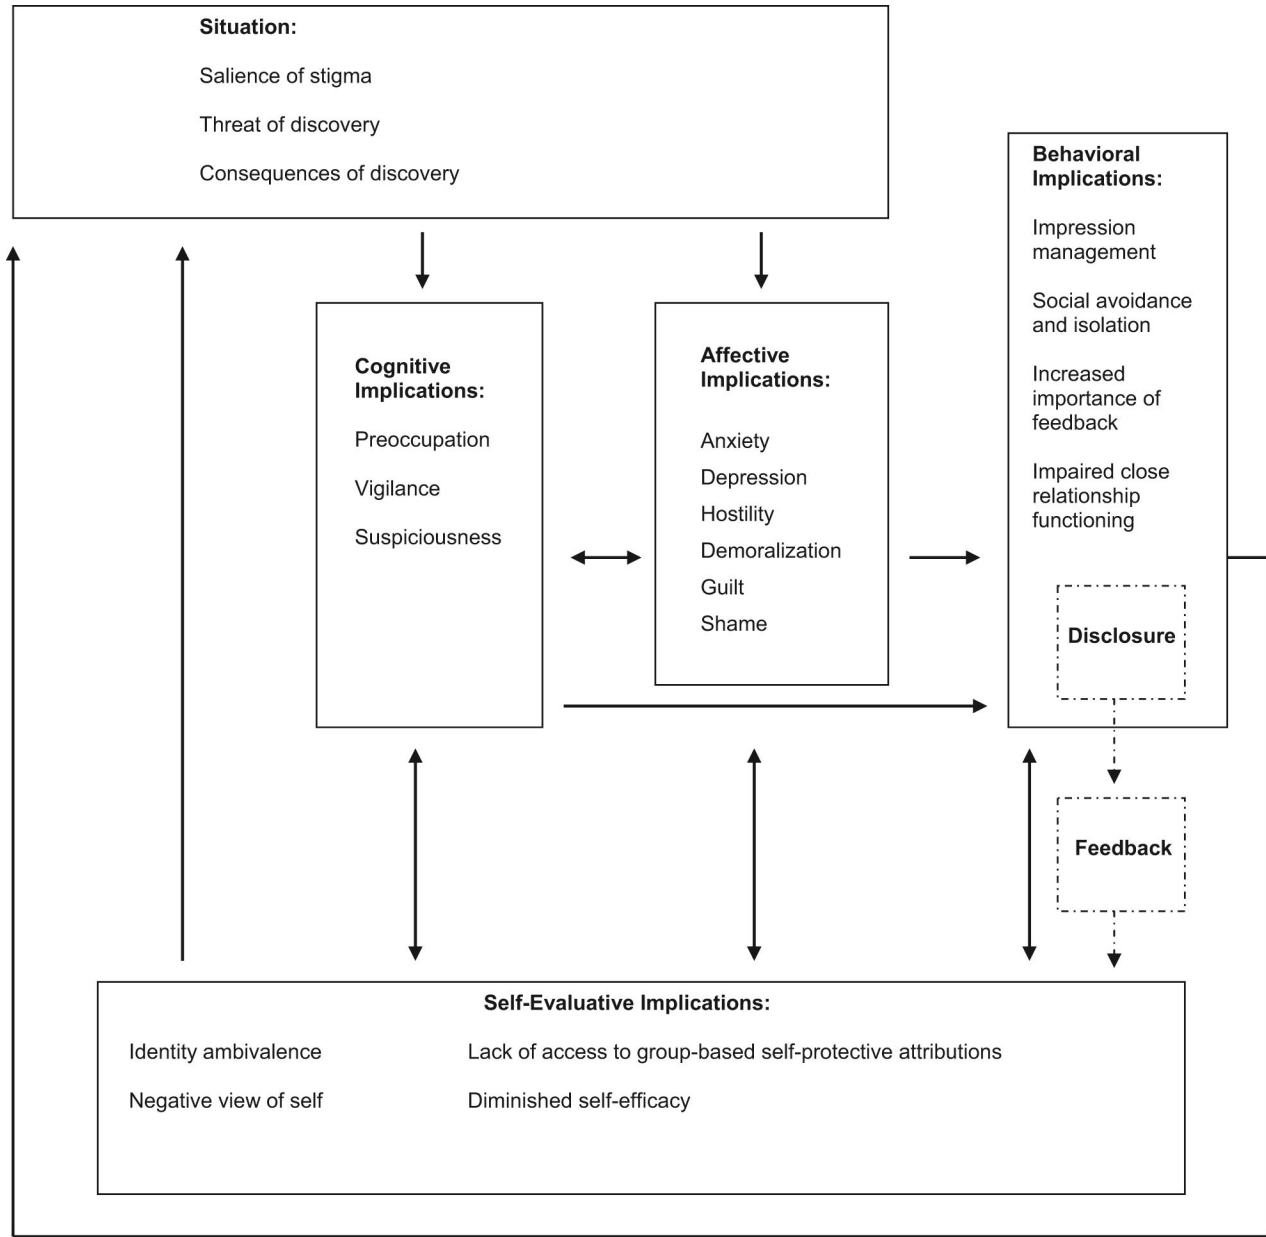 Situation:
Salience of stigma
Threat of discovery
Consequences of discovery
Cognitive
Implications:
Preoccupation
Vigilance
Suspiciousness
Affective
Implications:
Anxiety
Depression
Hostility
Demoralization
Guilt
Shame
Behavioral
Implications:
Impression
management
Social avoidance
and isolation
Increased
importance of
feedback
Impaired close
relationship
functioning
Disclosure
Feedback
Self-Evaluative Implications:
Identity ambivalence
Lack of access to group-based self-protective attributions
Negative view of self
Diminished self-efficacy